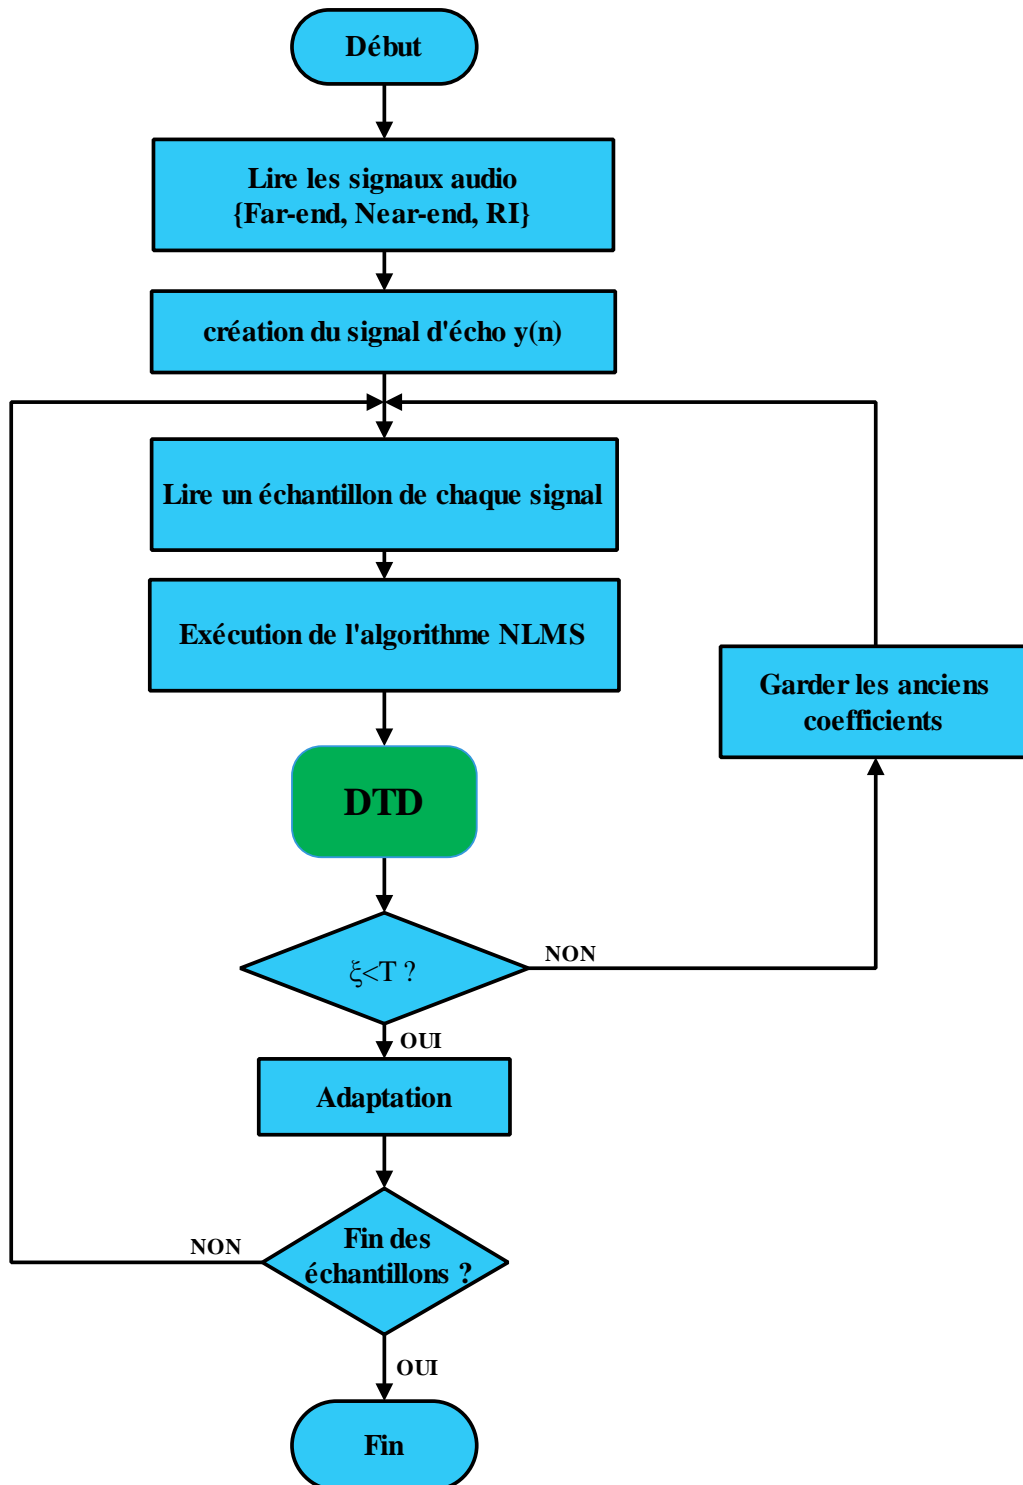 Début
Lire les signaux audio
{Far-end, Near-end, RI}
création du signal d'écho y(n)
Lire un échantillon de chaque signal
Exécution de l'algorithme NLMS
Garder les anciens
coefficients
DTD
ξ<T ?
NON
OUI
Adaptation
Fin des
échantillons ?
NON
OUI
Fin